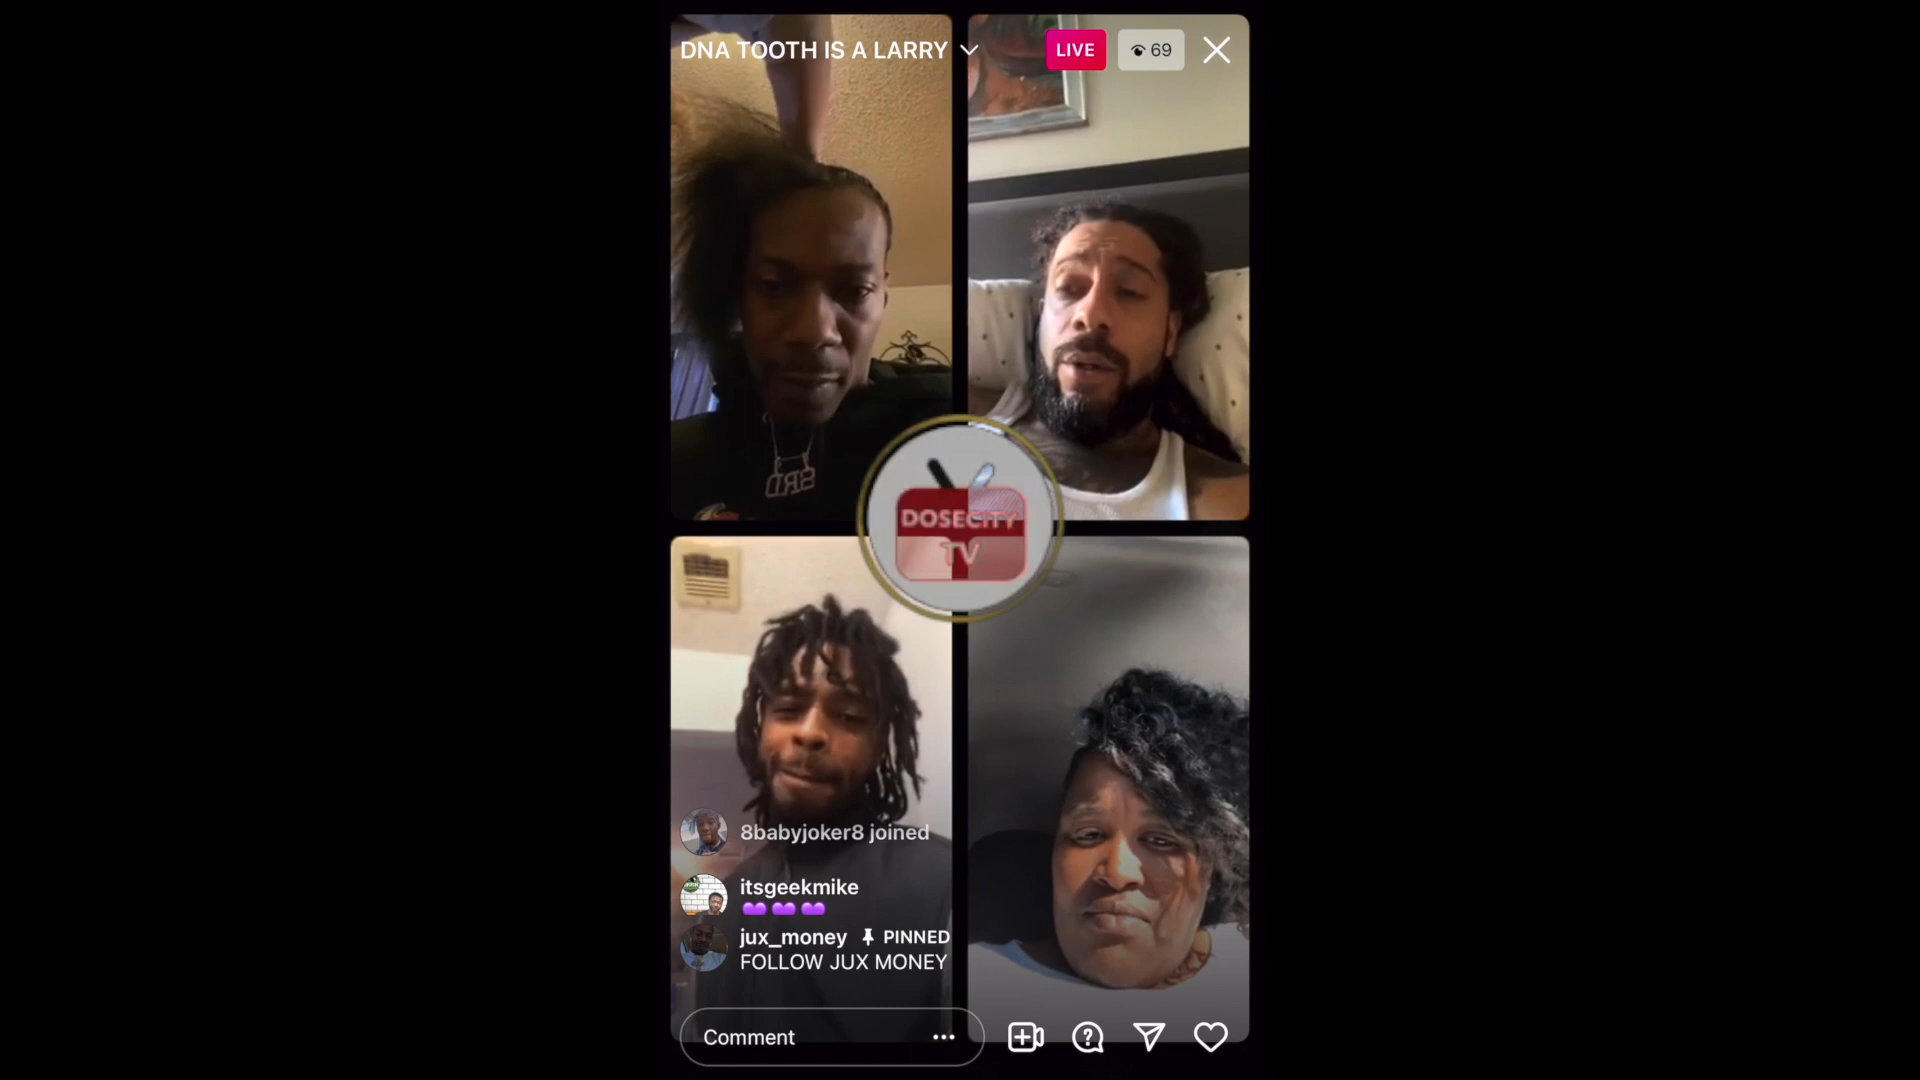 DNA TOOTH IS A LARRY
LIVE
69
DOSECITY
TV
8babyjoker8 joined
itsgeekmike
jux_money PINNED
FOLLOW JUX MONEY
Comment